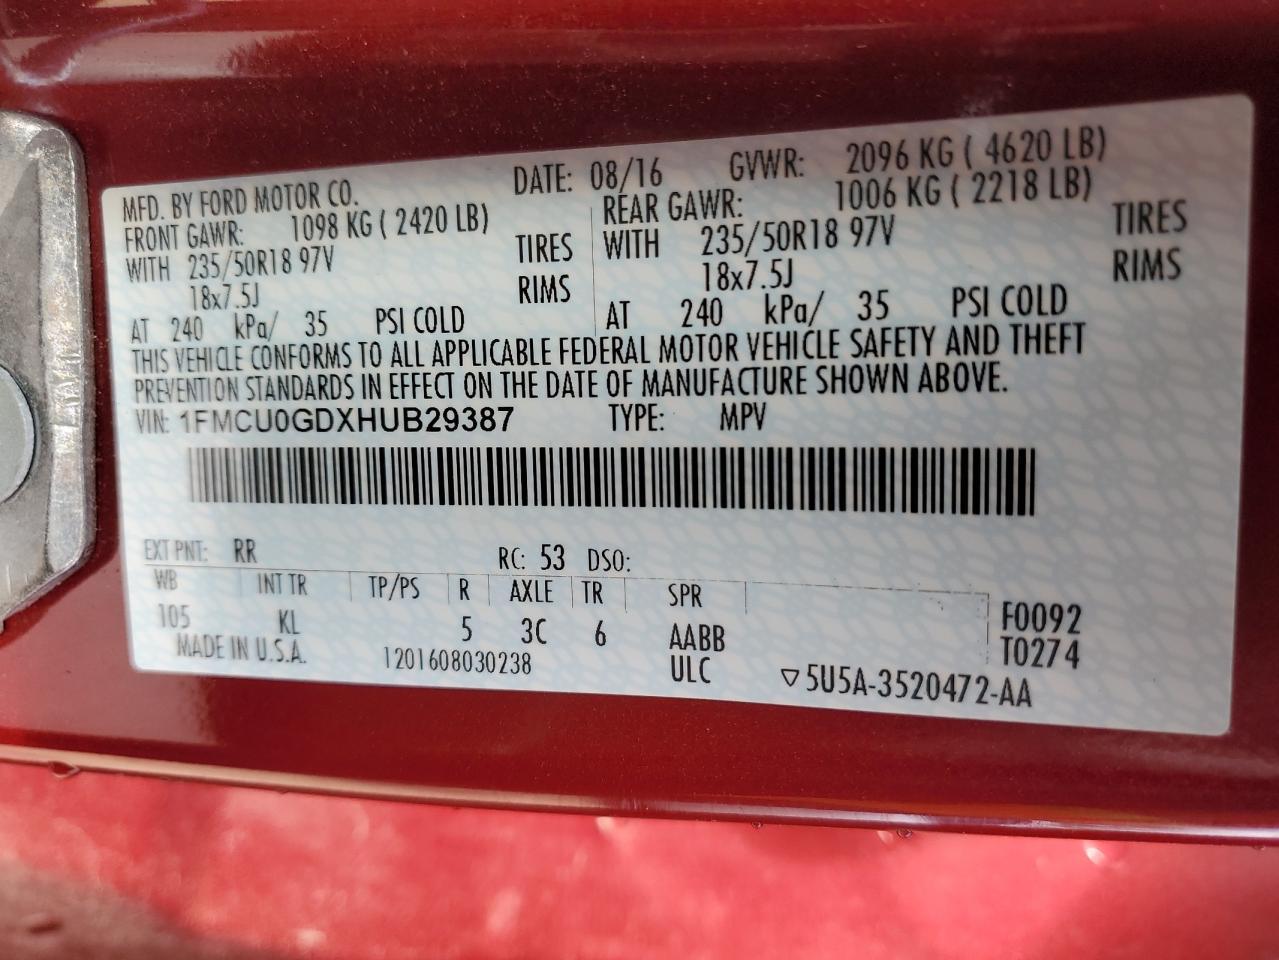 MFD. BY FORD MOTOR CO. DATE: 08/16 GVWR: 2096 KG ( 4620 LB)
FRONT GAWR: 1098 KG ( 2420 LB) REAR GAWR: 1006 KG ( 2218 LB)
WITH 235/50R18 97V TIRES WITH 235/50R18 97V TIRES
18x7.5J RIMS 18x7.5J RIMS
AT 240 kPa/ 35 PSI COLD AT 240 kPa/ 35 PSI COLD
THIS VEHICLE CONFORMS TO ALL APPLICABLE FEDERAL MOTOR VEHICLE SAFETY AND THEFT
PREVENTION STANDARDS IN EFFECT ON THE DATE OF MANUFACTURE SHOWN ABOVE.
VIN: 1FMCU0GDXHUB29387 TYPE: MPV
EXT PNT: RR RC: 53 DSO:
WB INT TR TP/PS R AXLE TR SPR
105 KL 5 3C 6 AABB F0092
MADE IN U.S.A. 1201608030238 ULC T0274
▽5U5A-3520472-AA